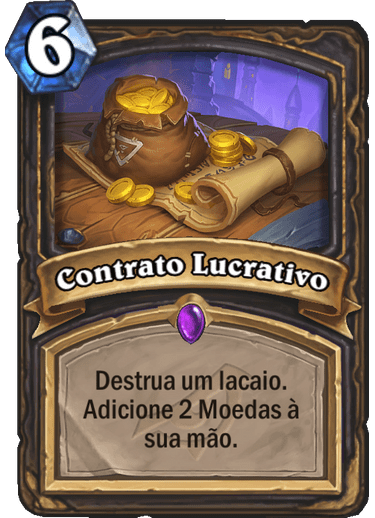 6
Contrato Lucrativo
Destrua um lacaio.
Adicione 2 Moedas à
sua mão.